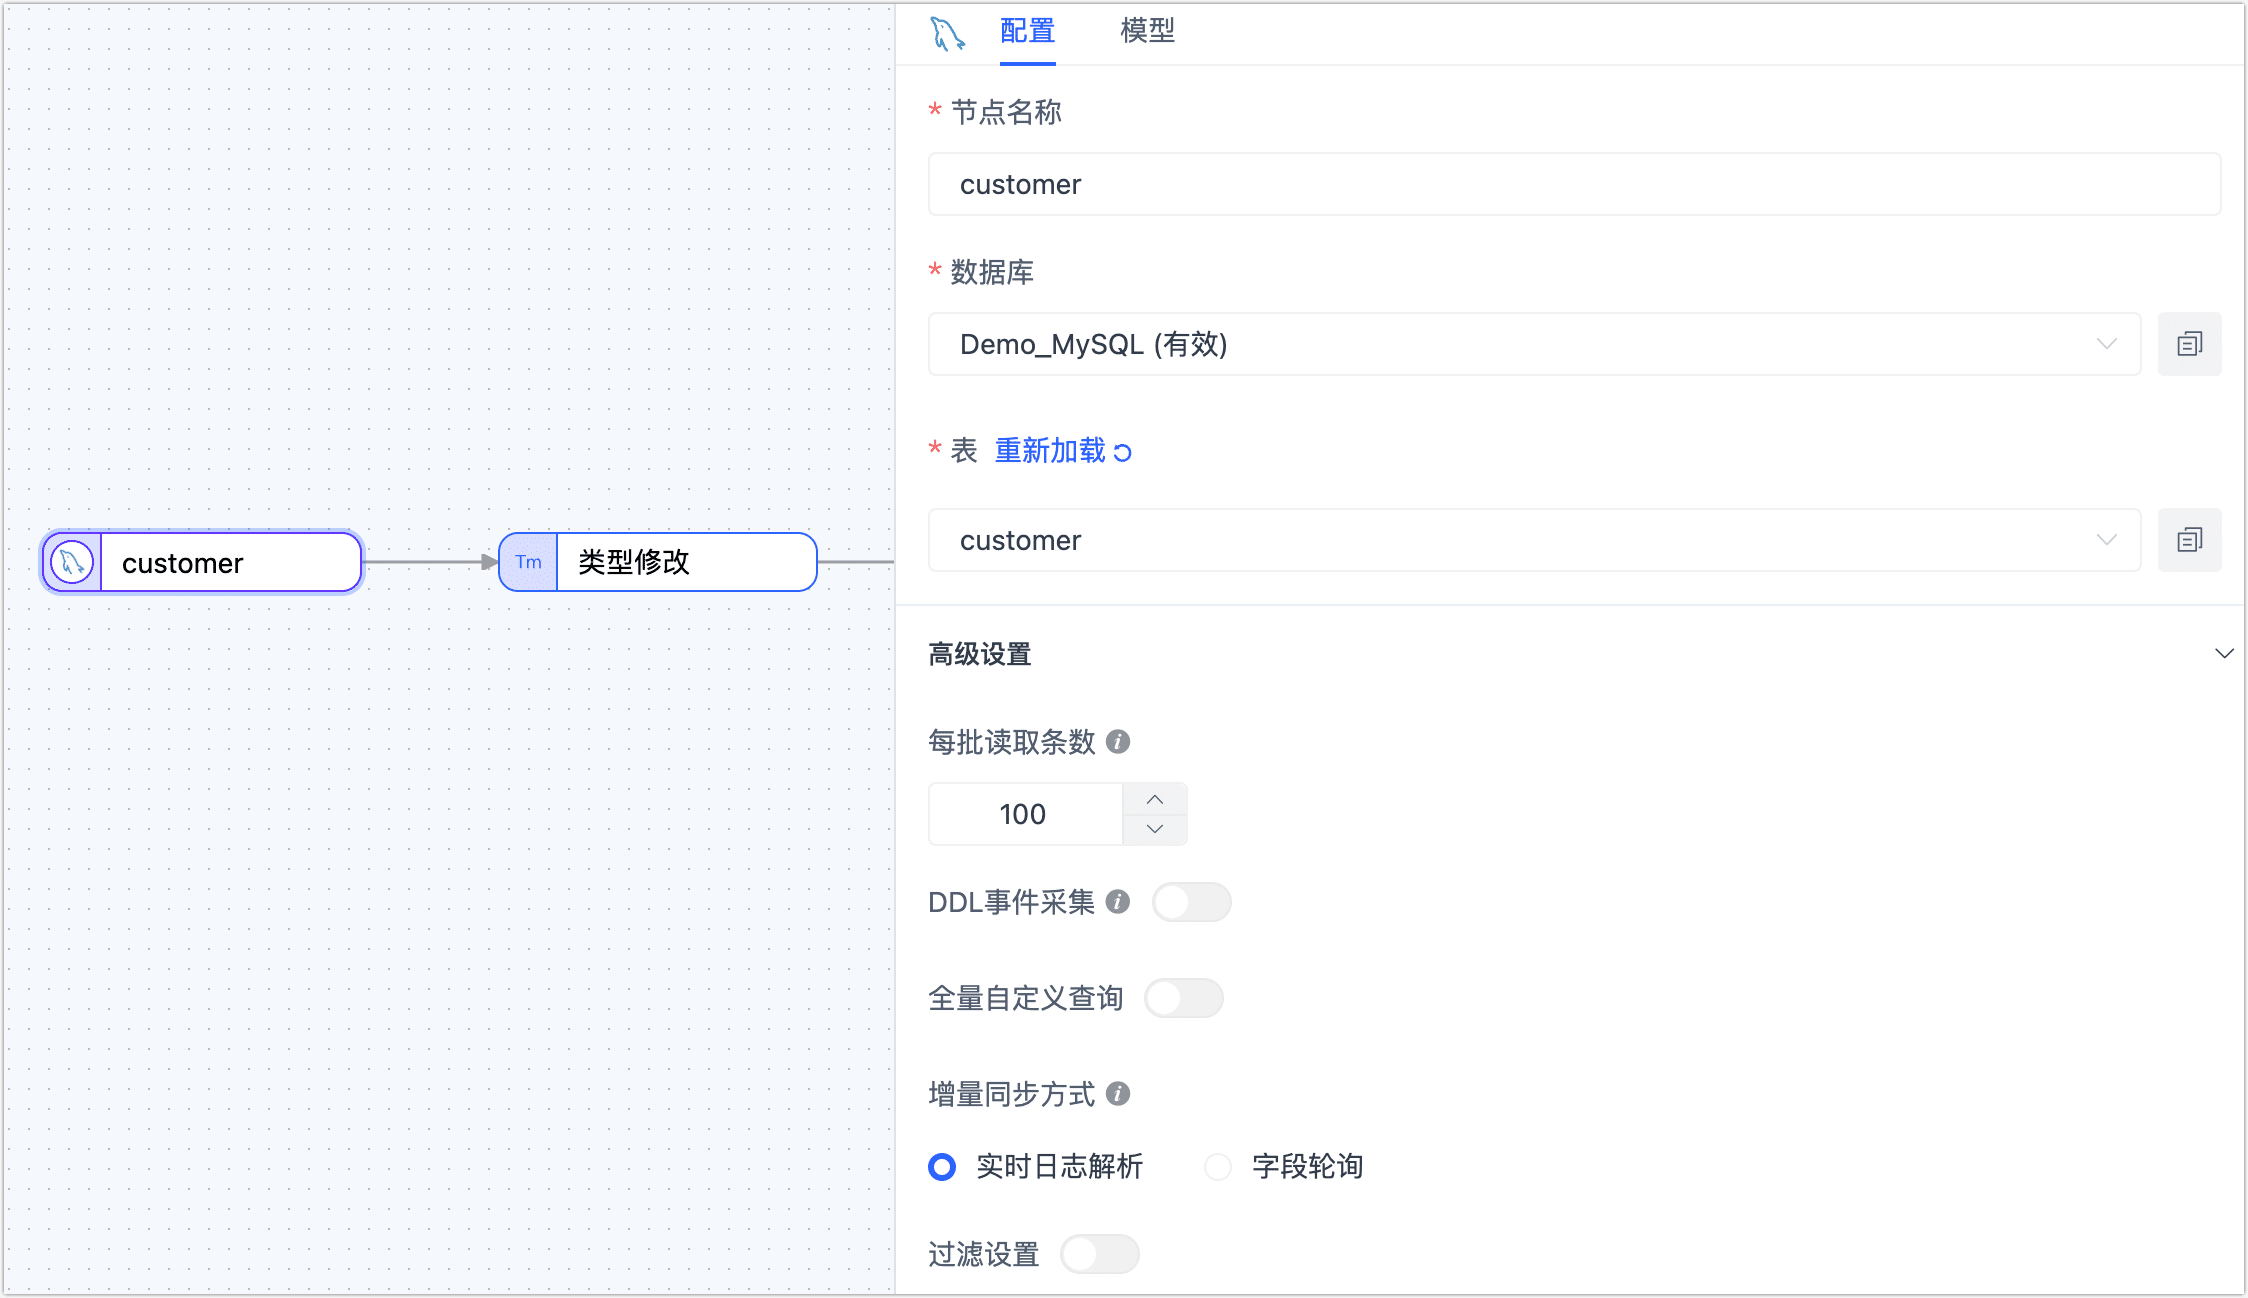 customer
Tm 类型修改
配置 模型
* 节点名称
customer
* 数据库
Demo_MySQL (有效)
* 表 重新加载
customer
高级设置
每批读取条数
100
DDL事件采集
全量自定义查询
增量同步方式
实时日志解析 字段轮询
过滤设置